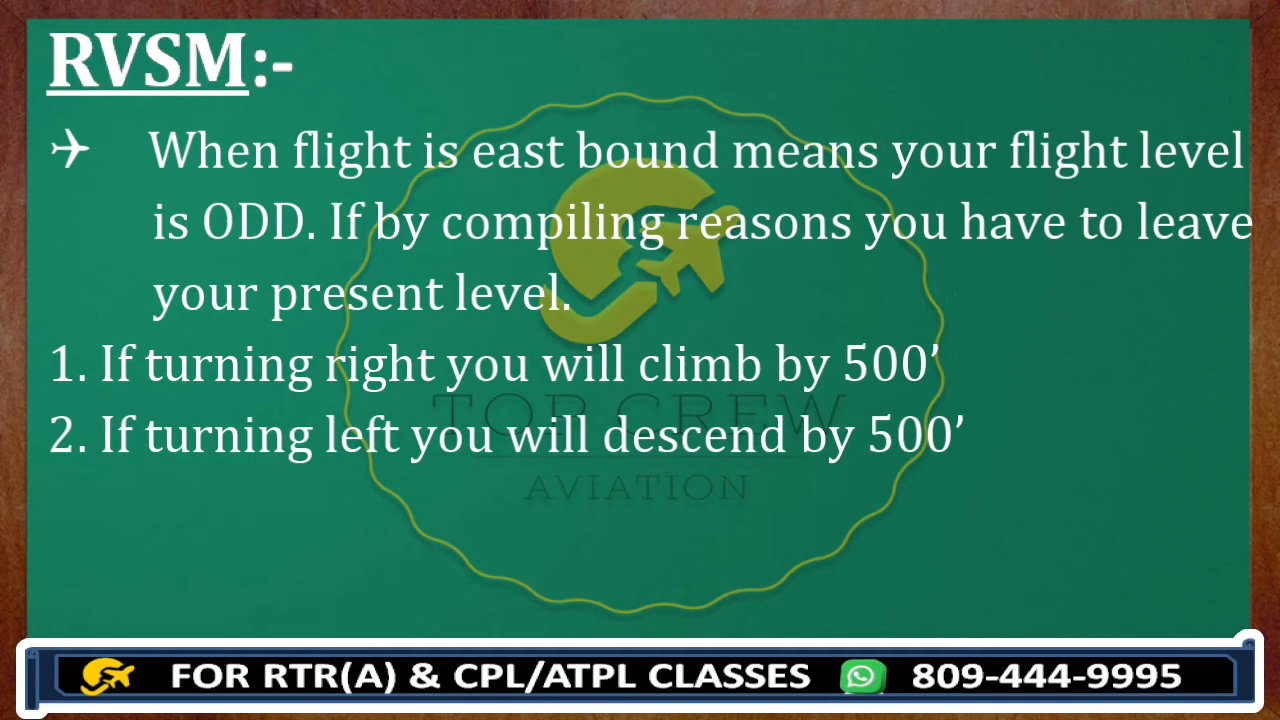 RVSM:-
✈ When flight is east bound means your flight level
is ODD. If by compiling reasons you have to leave
your present level.
1. If turning right you will climb by 500’
2. If turning left you will descend by 500’
TOP CREW
AVIATION
FOR RTR(A) & CPL/ATPL CLASSES 809-444-9995